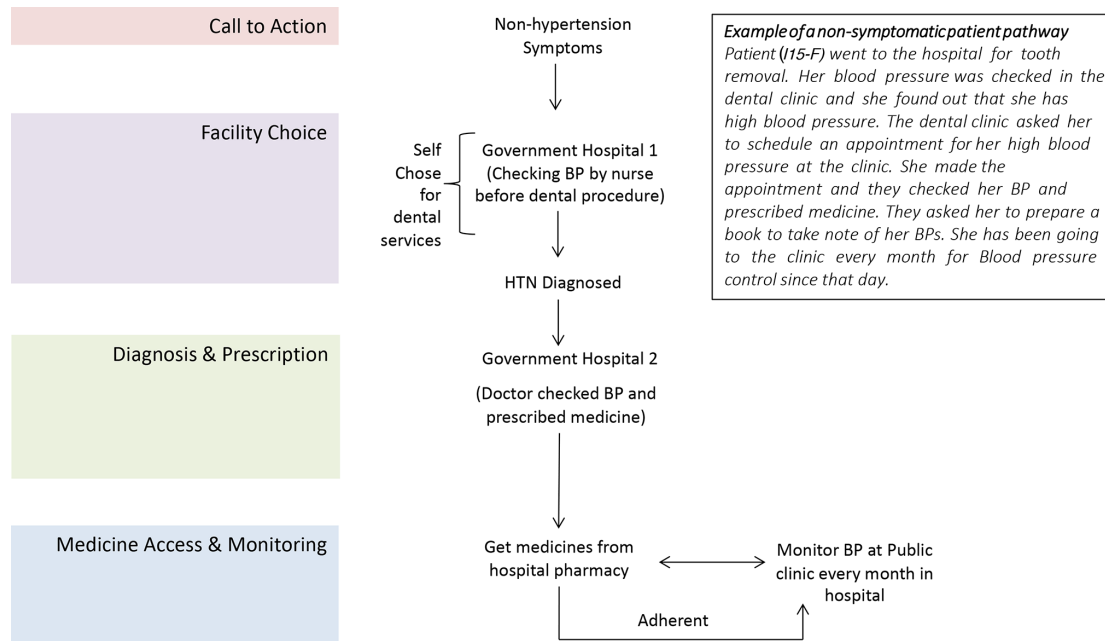 Call to Action
Non-hypertension
Symptoms
Example of a non-symptomatic patient pathway
Patient (I15-F) went to the hospital for tooth
removal. Her blood pressure was checked in the
dental clinic and she found out that she has
high blood pressure. The dental clinic asked her
to schedule an appointment for her high blood
pressure at the clinic. She made the
appointment and they checked her BP and
prescribed medicine. They asked her to prepare a
book to take note of her BPs. She has been going
to the clinic every month for Blood pressure
control since that day.
Facility Choice
Self
Chose
for
dental
services
Government Hospital 1
(Checking BP by nurse
before dental procedure)
HTN Diagnosed
Diagnosis & Prescription
Government Hospital 2
(Doctor checked BP and
prescribed medicine)
Medicine Access & Monitoring
Get medicines from
hospital pharmacy
Monitor BP at Public
clinic every month in
hospital
Adherent